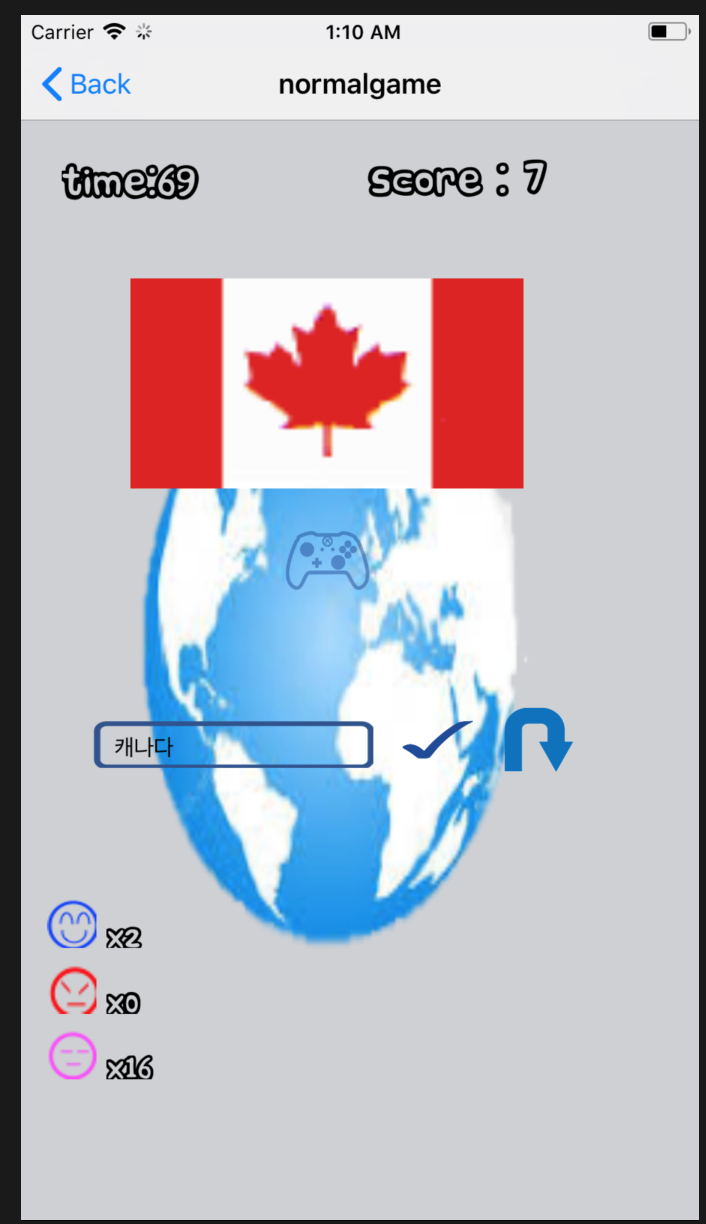 Carrier 1:10 AM
Back normalgame
time:69 score : 7
캐나다
x2
x0
x16